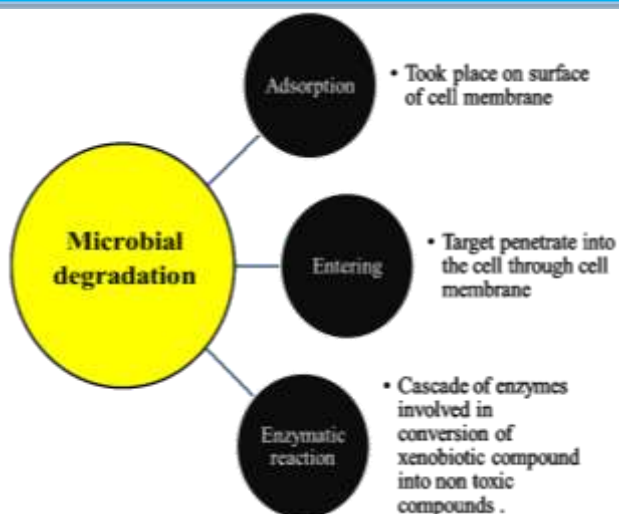 Microbial
degradation
Adsorption
• Took place on surface
of cell membrane
Entering
• Target penetrate into
the cell through cell
membrane
Enzymatic
reaction
• Cascade of enzymes
involved in
conversion of
xenobiotic compound
into non toxic
compounds .